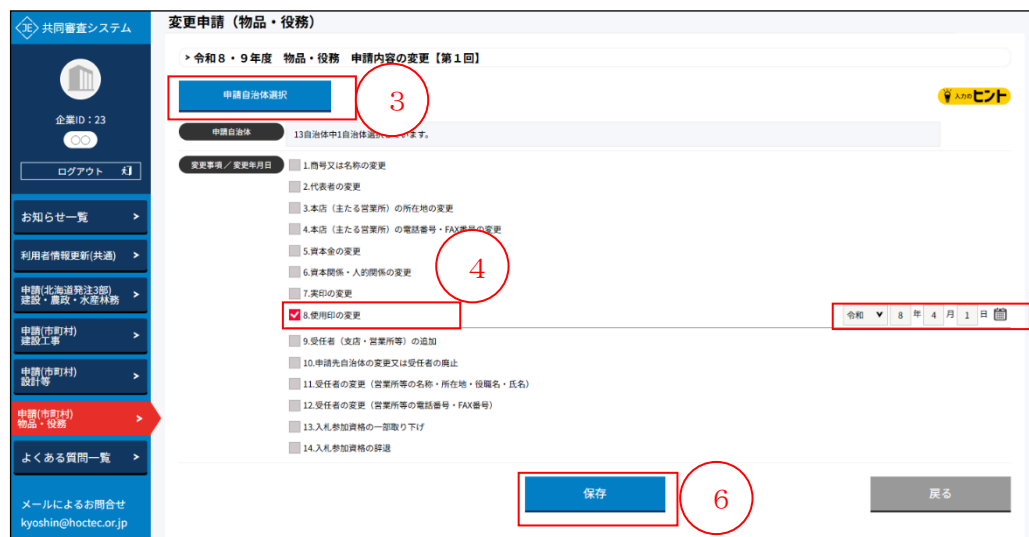 JE 共同審査システム
企業ID：23
○○
ログアウト
お知らせ一覧 >
利用者情報更新(共通) >
申請(北海道発注3部)
建設・農政・水産林務 >
申請(市町村)
建設工事 >
申請(市町村)
設計等 >
申請(市町村)
物品・役務 >
よくある質問一覧 >
メールによるお問合せ
kyoshin@hoctec.or.jp
変更申請（物品・役務）
> 令和８・９年度　物品・役務　申請内容の変更【第１回】
申請自治体選択
3
入力のヒント
申請自治体
13自治体中1自治体選択しています。
変更事項／変更年月日
1.商号又は名称の変更
2.代表者の変更
3.本店（主たる営業所）の所在地の変更
4.本店（主たる営業所）の電話番号・FAX番号の変更
5.資本金の変更
4
6.資本関係・人的関係の変更
7.実印の変更
8.使用印の変更
令和 8 年 4 月 1 日
9.受任者（支店・営業所等）の追加
10.申請先自治体の変更又は受任者の廃止
11.受任者の変更（営業所等の名称・所在地・役職名・氏名）
12.受任者の変更（営業所等の電話番号・FAX番号）
13.入札参加資格の一部取り下げ
14.入札参加資格の辞退
保存
6
戻る